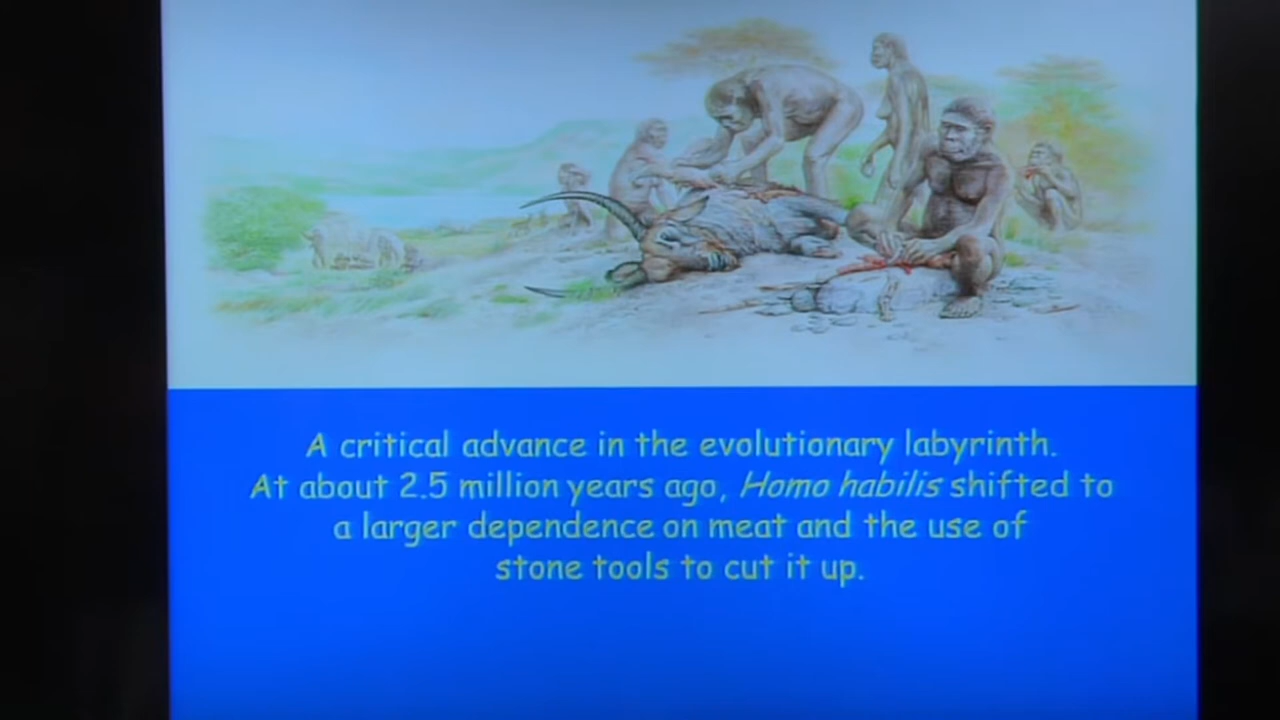 A critical advance in the evolutionary labyrinth.
At about 2.5 million years ago, Homo habilis shifted to
a larger dependence on meat and the use of
stone tools to cut it up.